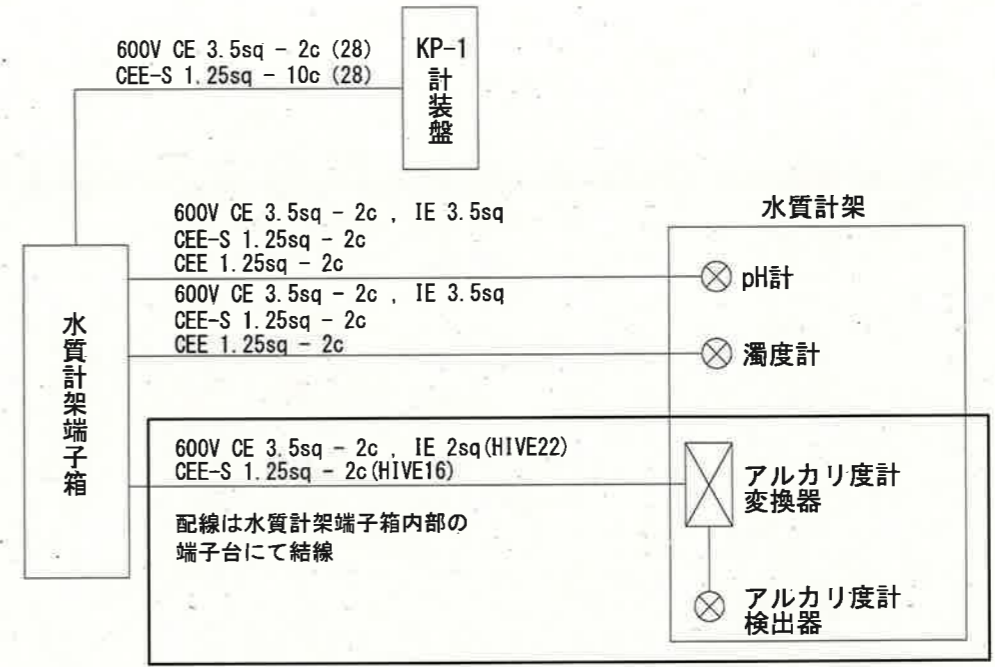 600V CE 3.5sq - 2c (28)
CEE-S 1.25sq - 10c (28)
KP-1
計装盤
600V CE 3.5sq - 2c , IE 3.5sq
CEE-S 1.25sq - 2c
CEE 1.25sq - 2c
水質計架
pH計
600V CE 3.5sq - 2c , IE 3.5sq
CEE-S 1.25sq - 2c
CEE 1.25sq - 2c
濁度計
水質計架端子箱
600V CE 3.5sq - 2c , IE 2sq(HIVE22)
CEE-S 1.25sq - 2c(HIVE16)
アルカリ度計
変換器
配線は水質計架端子箱内部の
端子台にて結線
アルカリ度計
検出器